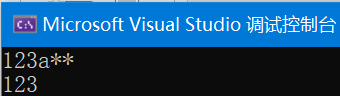 C:\
Microsoft Visual Studio 调试控制台
123a**
123